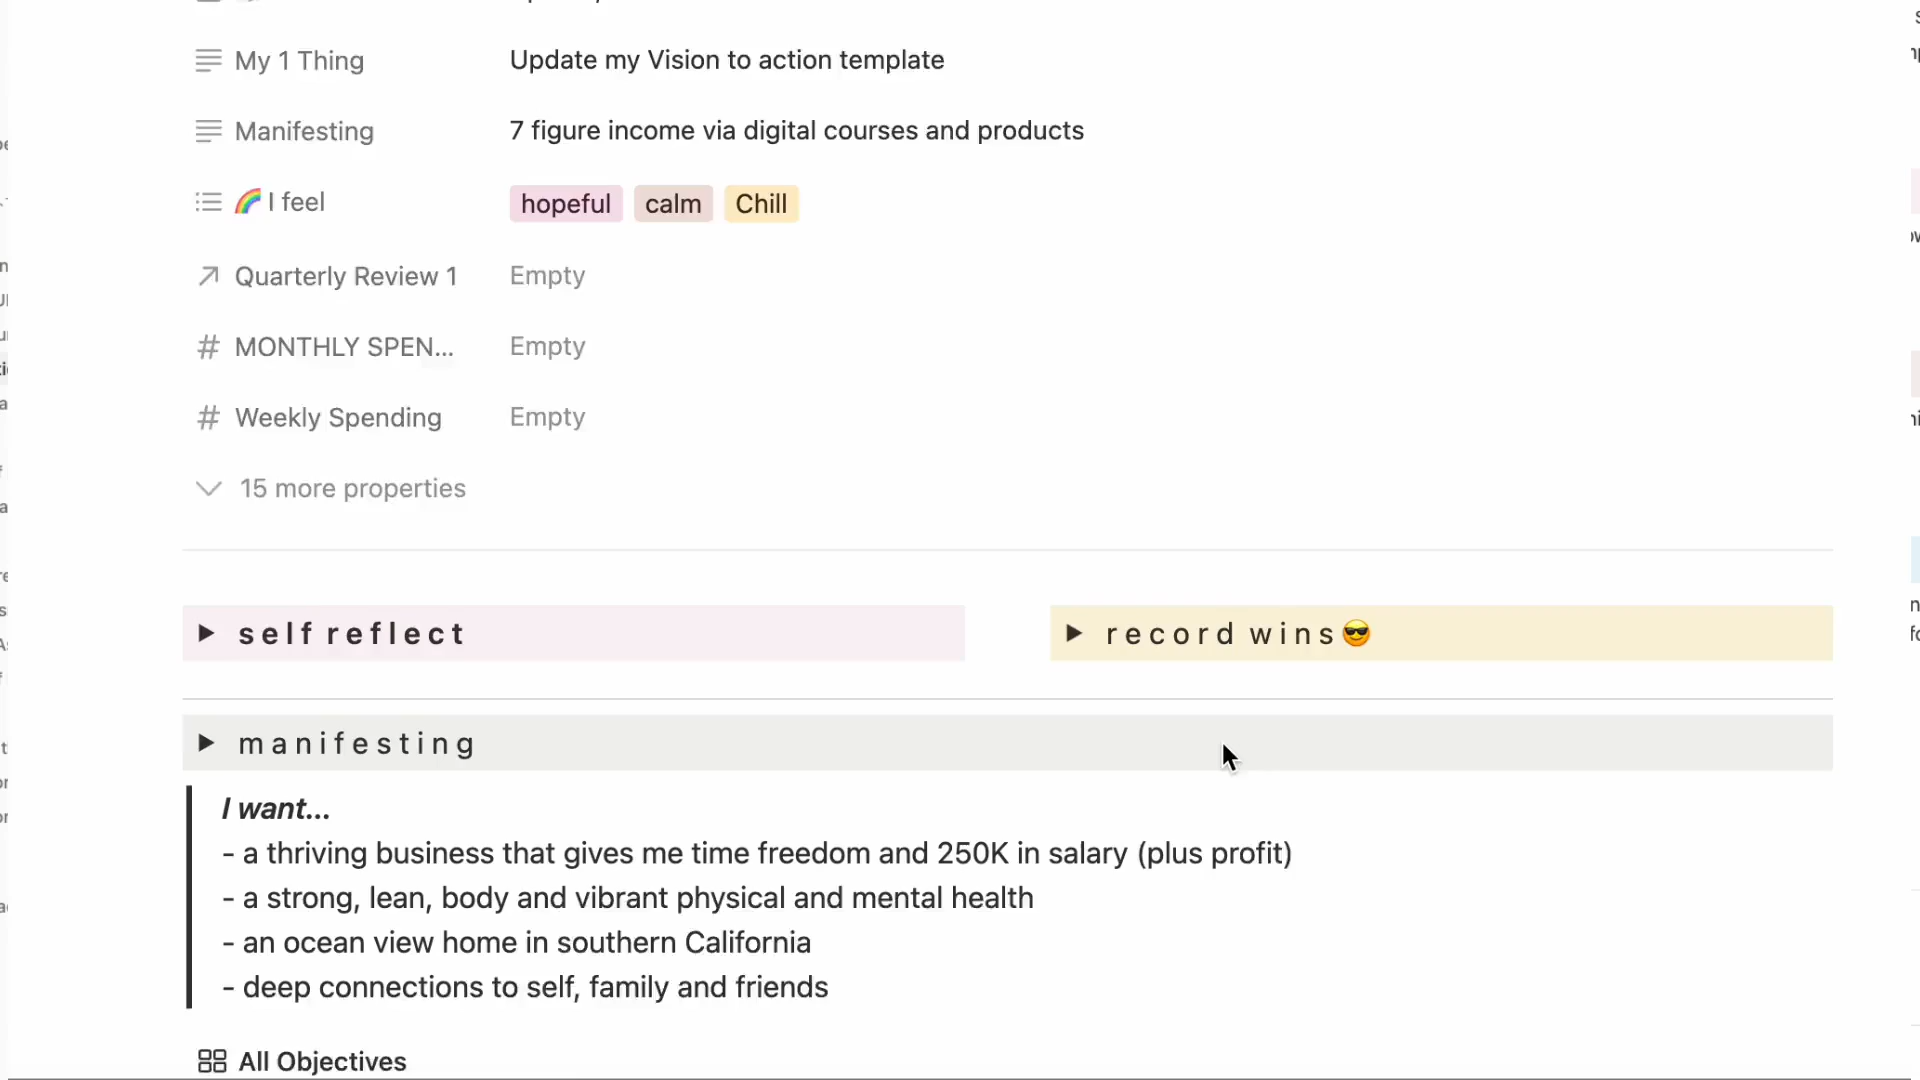 My 1 Thing Update my Vision to action template
Manifesting 7 figure income via digital courses and products
🌈 I feel hopeful calm Chill
Quarterly Review 1 Empty
MONTHLY SPEN... Empty
Weekly Spending Empty
15 more properties
self reflect
record wins😎
manifesting
I want...
- a thriving business that gives me time freedom and 250K in salary (plus profit)
- a strong, lean, body and vibrant physical and mental health
- an ocean view home in southern California
- deep connections to self, family and friends
All Objectives